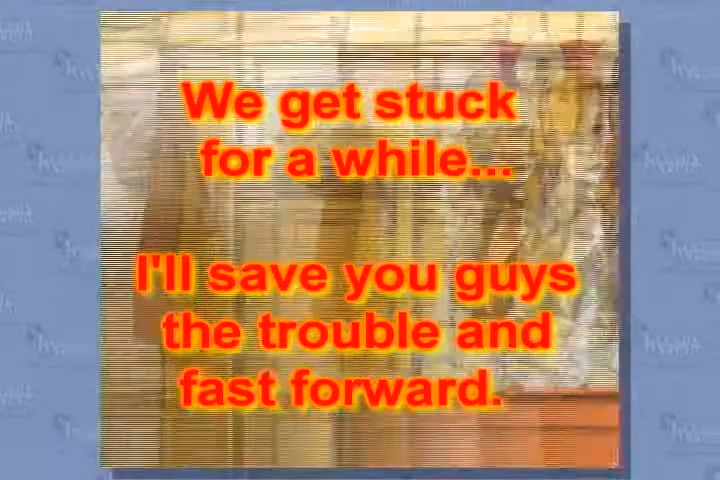 We get stuck
for a while...
I'll save you guys
the trouble and
fast forward.